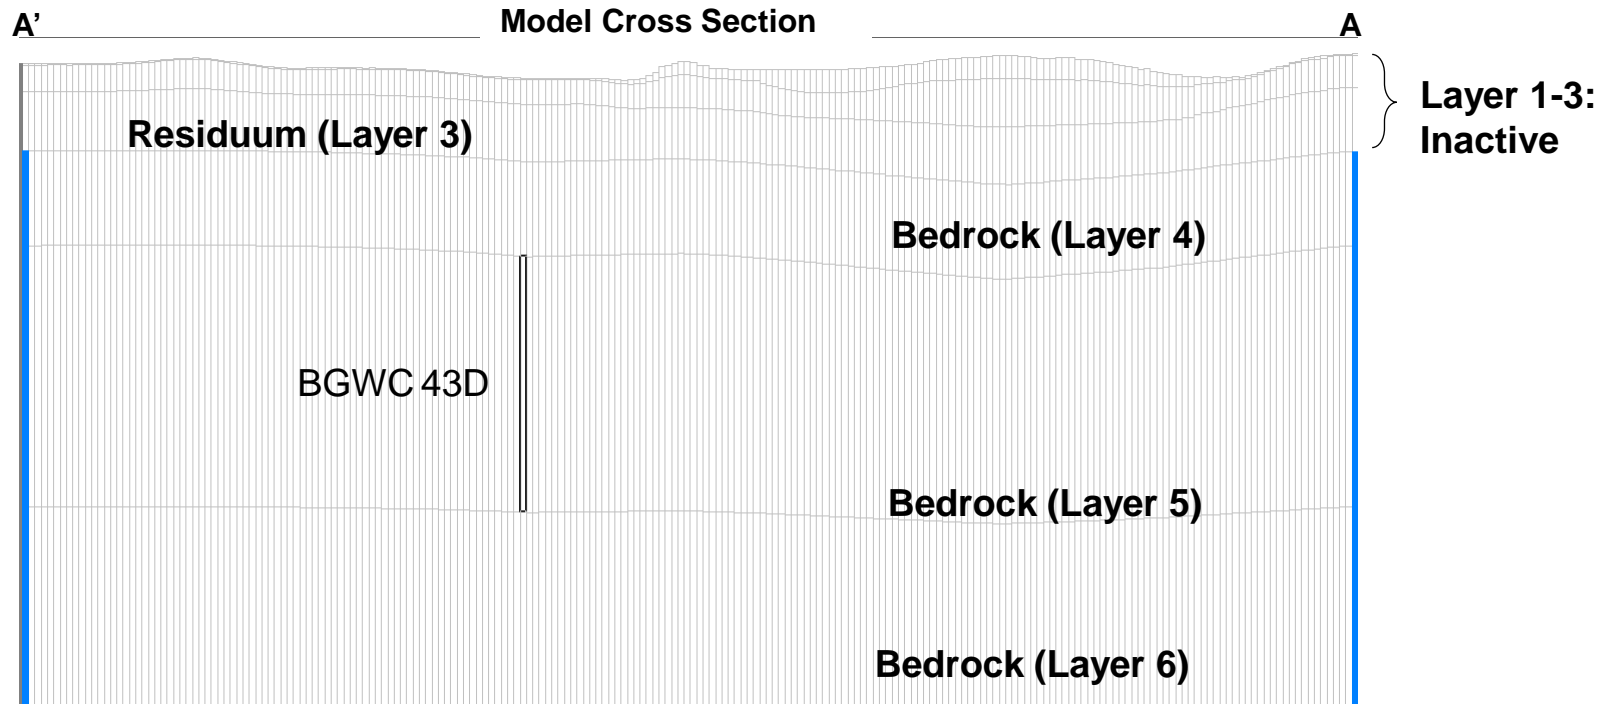 A’ Model Cross Section A
Layer 1-3:
Inactive
Residuum (Layer 3)
Bedrock (Layer 4)
BGWC 43D
Bedrock (Layer 5)
Bedrock (Layer 6)